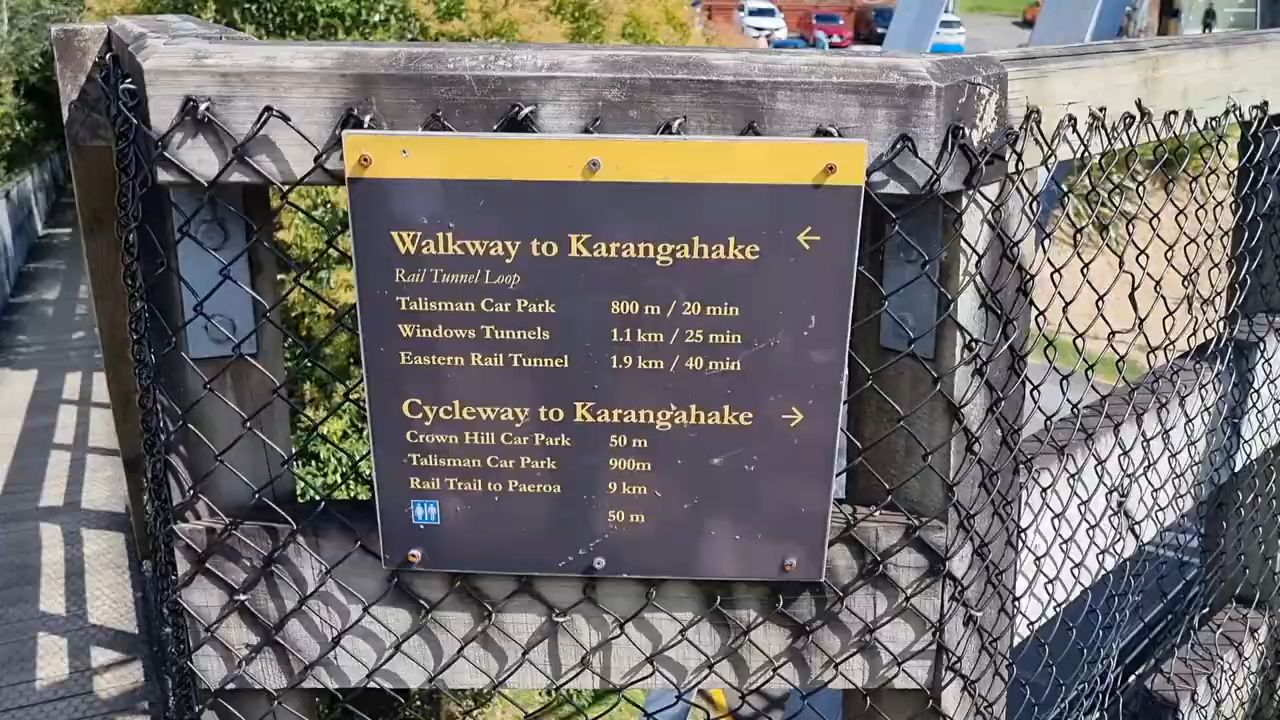 Walkway to Karangahake ←
Rail Tunnel Loop
Talisman Car Park 800 m / 20 min
Windows Tunnels 1.1 km / 25 min
Eastern Rail Tunnel 1.9 km / 40 min
Cycleway to Karangahake →
Crown Hill Car Park 50 m
Talisman Car Park 900m
Rail Trail to Paeroa 9 km
50 m